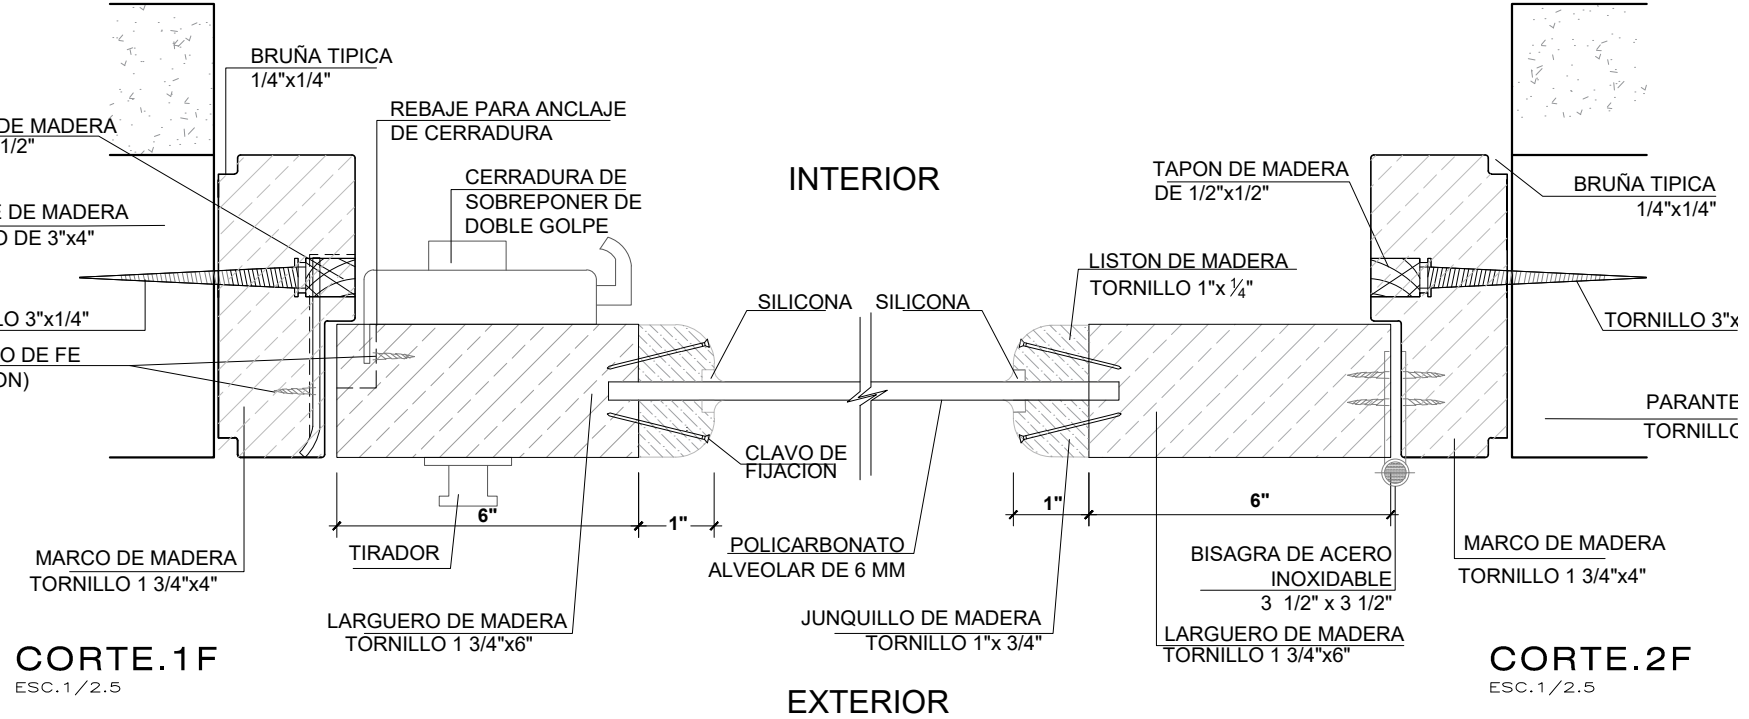 BRUÑA TIPICA
1/4"x1/4"
REBAJE PARA ANCLAJE
DE CERRADURA
DE MADERA
1/2"
CERRADURA DE
SOBREPONER DE
DOBLE GOLPE
INTERIOR
TAPON DE MADERA
DE 1/2"x1/2"
BRUÑA TIPICA
1/4"x1/4"
E DE MADERA
O DE 3"x4"
LISTON DE MADERA
TORNILLO 1"x 1/4"
SILICONA
SILICONA
LO 3"x1/4"
TORNILLO 3"x
O DE FE
ON)
PARANTE
TORNILLO
CLAVO DE
FIJACION
6"
1"
1"
6"
MARCO DE MADERA
TORNILLO 1 3/4"x4"
TIRADOR
POLICARBONATO
ALVEOLAR DE 6 MM
BISAGRA DE ACERO
INOXIDABLE
3 1/2" x 3 1/2"
MARCO DE MADERA
TORNILLO 1 3/4"x4"
LARGUERO DE MADERA
TORNILLO 1 3/4"x6"
JUNQUILLO DE MADERA
TORNILLO 1"x 3/4"
LARGUERO DE MADERA
TORNILLO 1 3/4"x6"
CORTE.1F
ESC.1/2.5
CORTE.2F
ESC.1/2.5
EXTERIOR